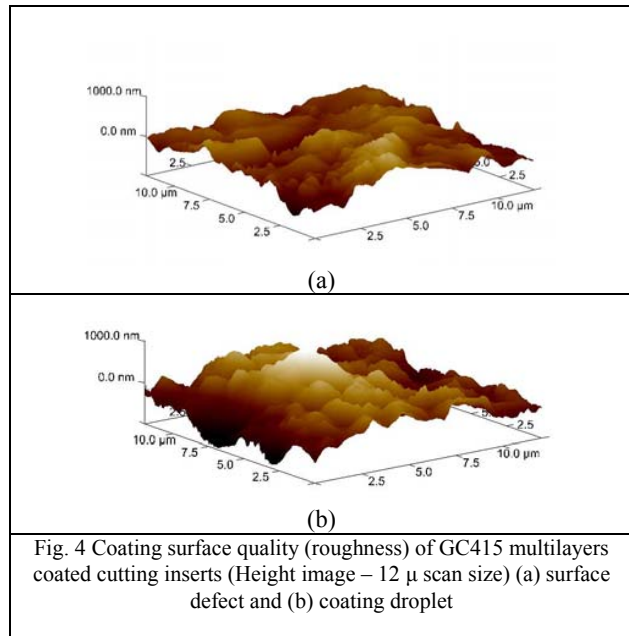 1000.0 nm
0.0 nm
2.5
5.0
7.5
10.0 µm
2.5
5.0
7.5
10.0 µm
5.0
2.5
(a)
1000.0 nm
0.0 nm
2.5
5.0
7.5
10.0 µm
2.5
5.0
7.5
10.0 µm
5.0
2.5
(b)
Fig. 4 Coating surface quality (roughness) of GC415 multilayers
coated cutting inserts (Height image – 12 μ scan size) (a) surface
defect and (b) coating droplet